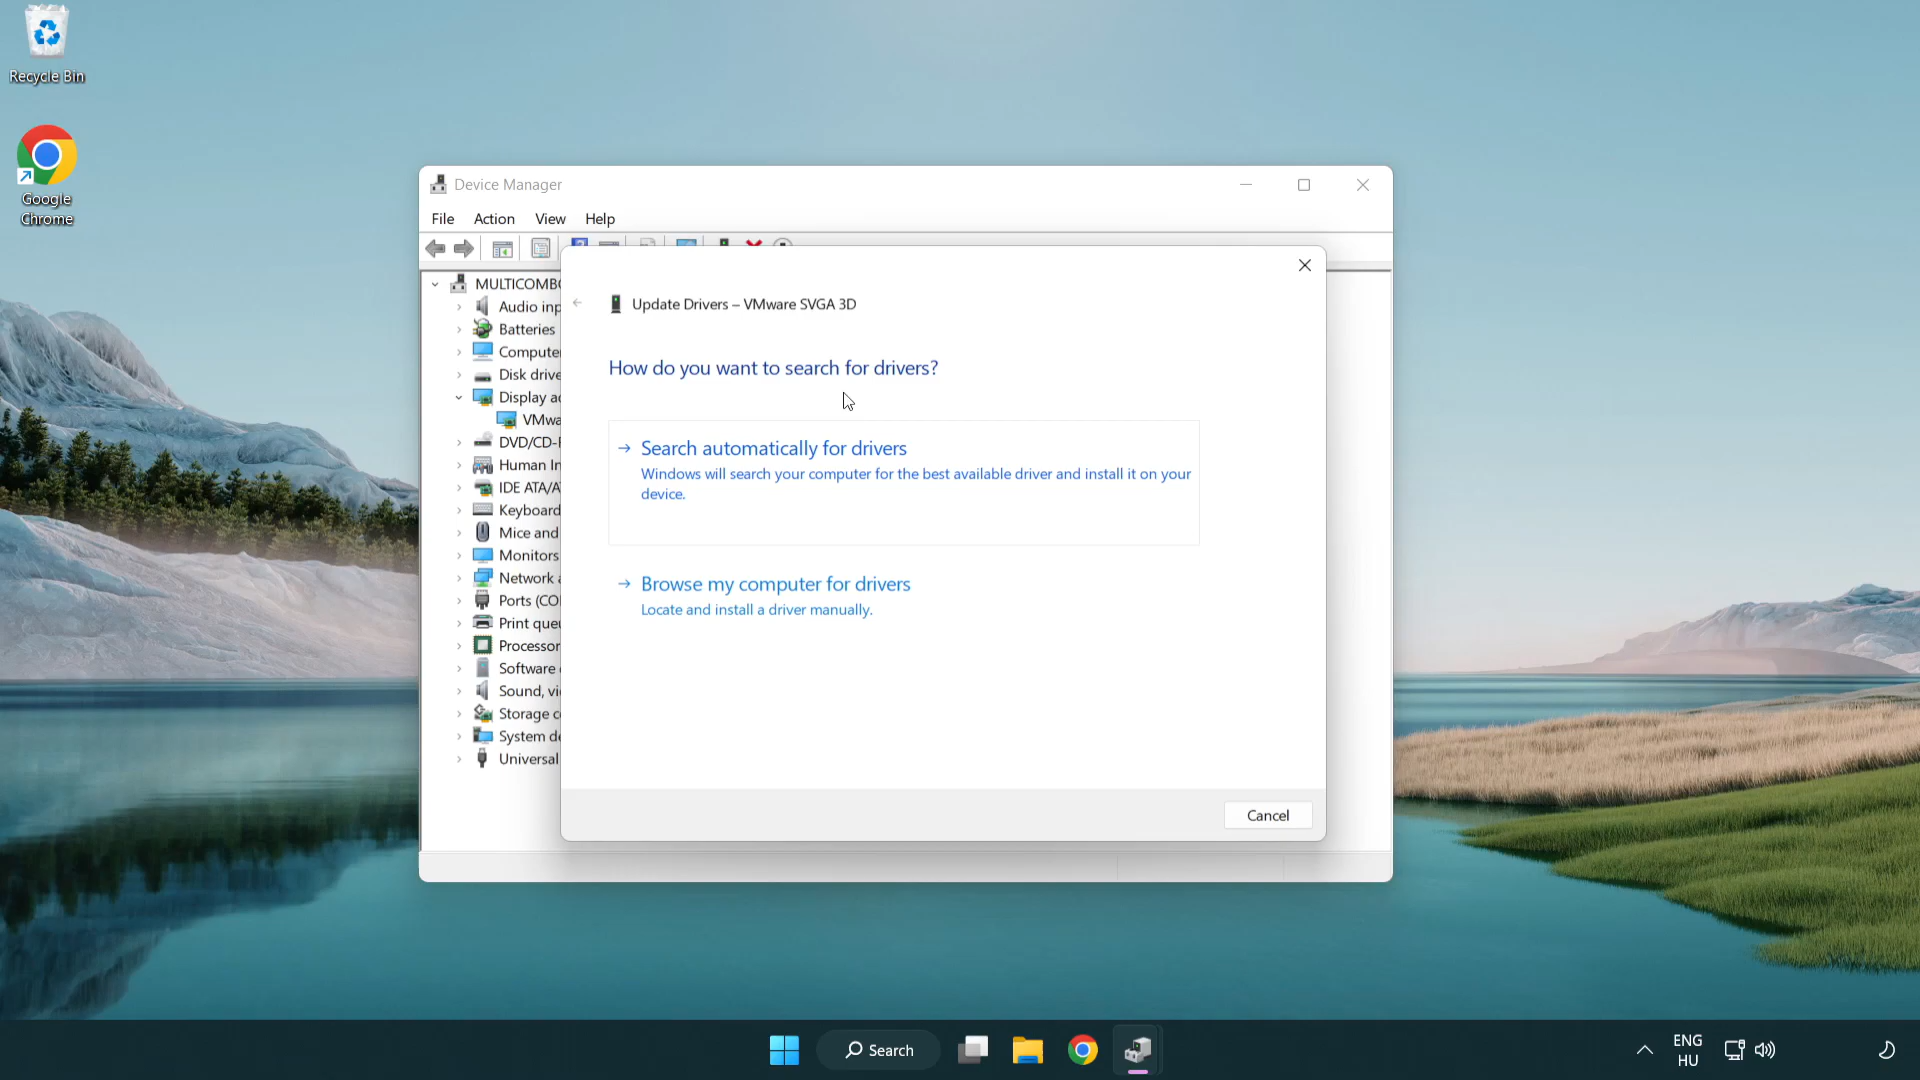 Recycle Bin
Google
Chrome
Device Manager
File Action View Help
MULTICOMBO
Audio inp
Batteries
Compute
Disk drive
Display a
VMwa
DVD/CD-R
Human In
IDE ATA/A
Keyboard
Mice and
Monitors
Network a
Ports (CO
Print queu
Processor
Software
Sound, vi
Storage c
System de
Universal
Update Drivers – VMware SVGA 3D
How do you want to search for drivers?
Search automatically for drivers
Windows will search your computer for the best available driver and install it on your
device.
Browse my computer for drivers
Locate and install a driver manually.
Cancel
Search
ENG
HU